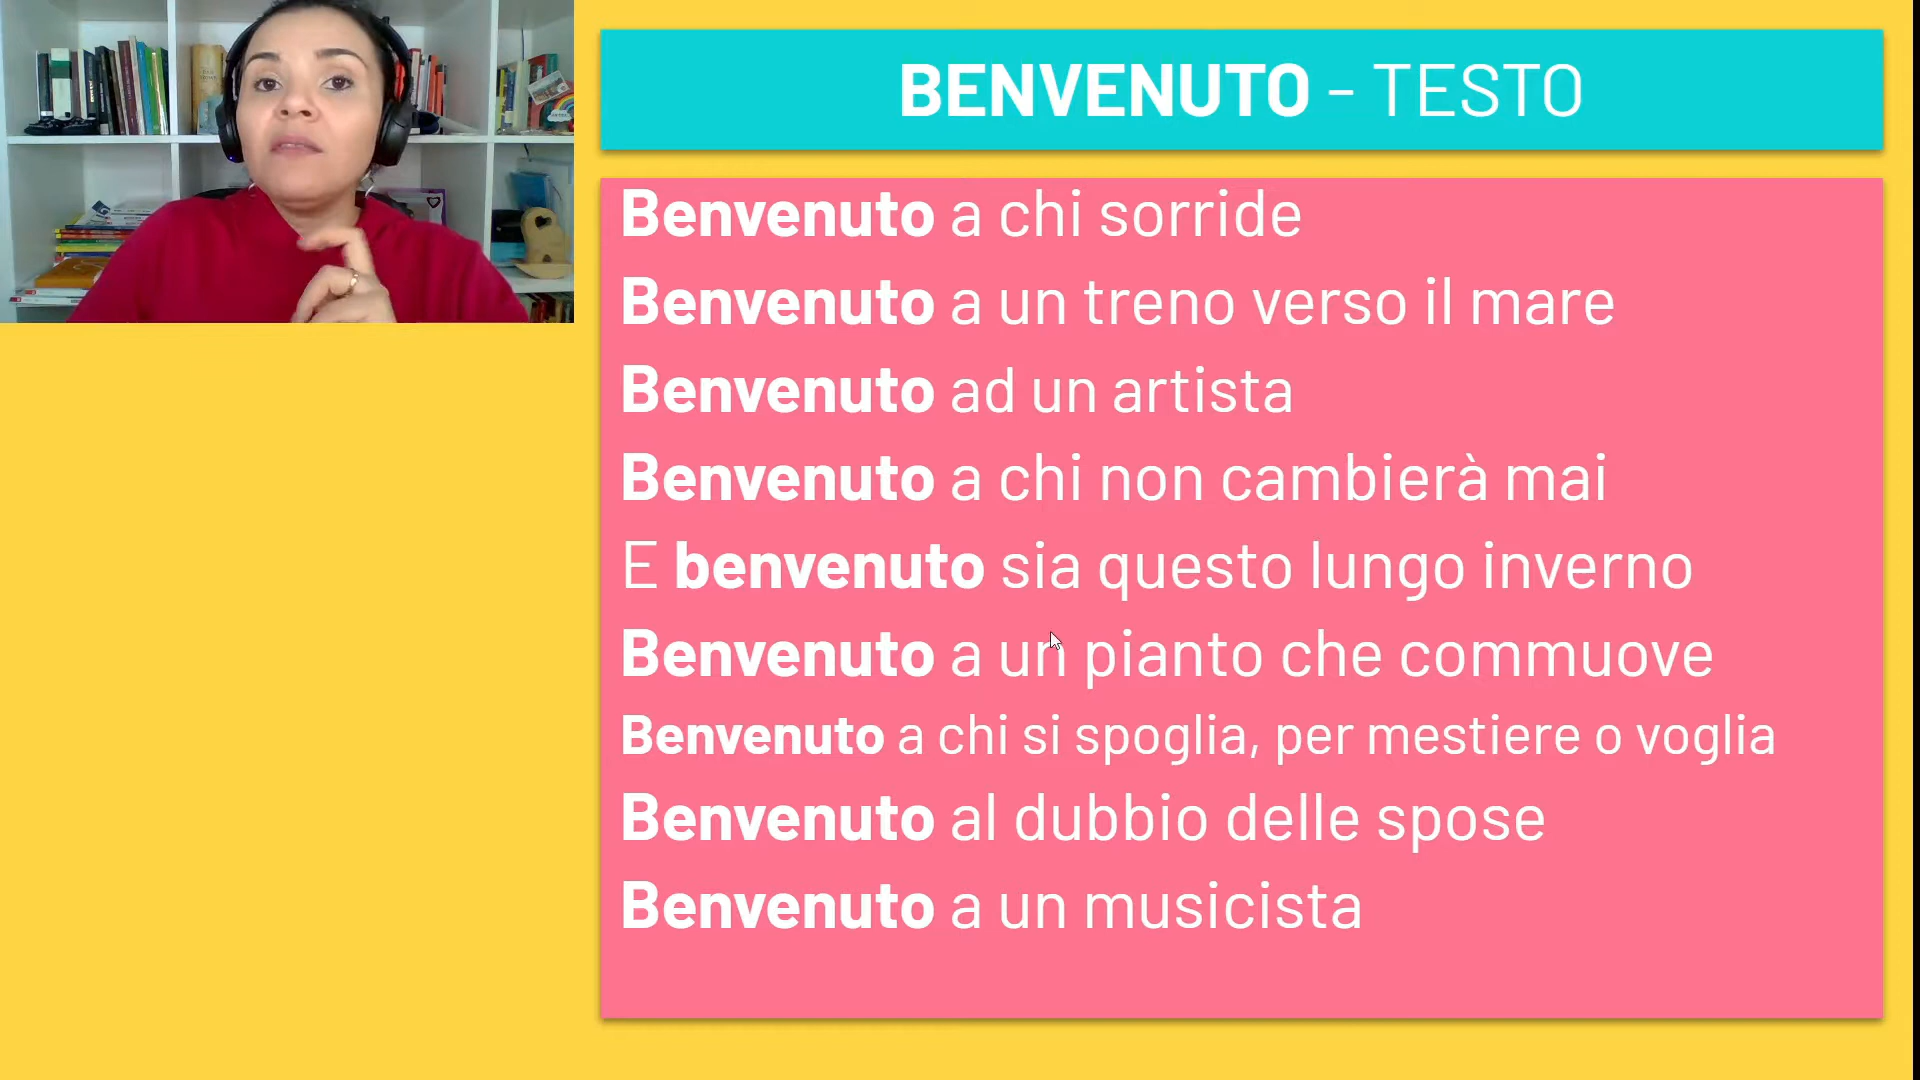 BENVENUTO - TESTO
Benvenuto a chi sorride
Benvenuto a un treno verso il mare
Benvenuto ad un artista
Benvenuto a chi non cambierà mai
E benvenuto sia questo lungo inverno
Benvenuto a un pianto che commuove
Benvenuto a chi si spoglia, per mestiere o voglia
Benvenuto al dubbio delle spose
Benvenuto a un musicista